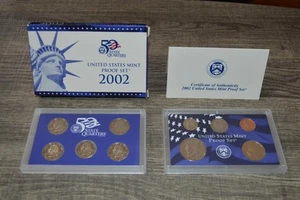 50
STATE
QUARTERS
UNITED STATES MINT
PROOF SET
2002
Certificate of Authenticity
2002 United States Mint Proof Set
50
STATE
QUARTERS
UNITED STATES MINT
PROOF SET